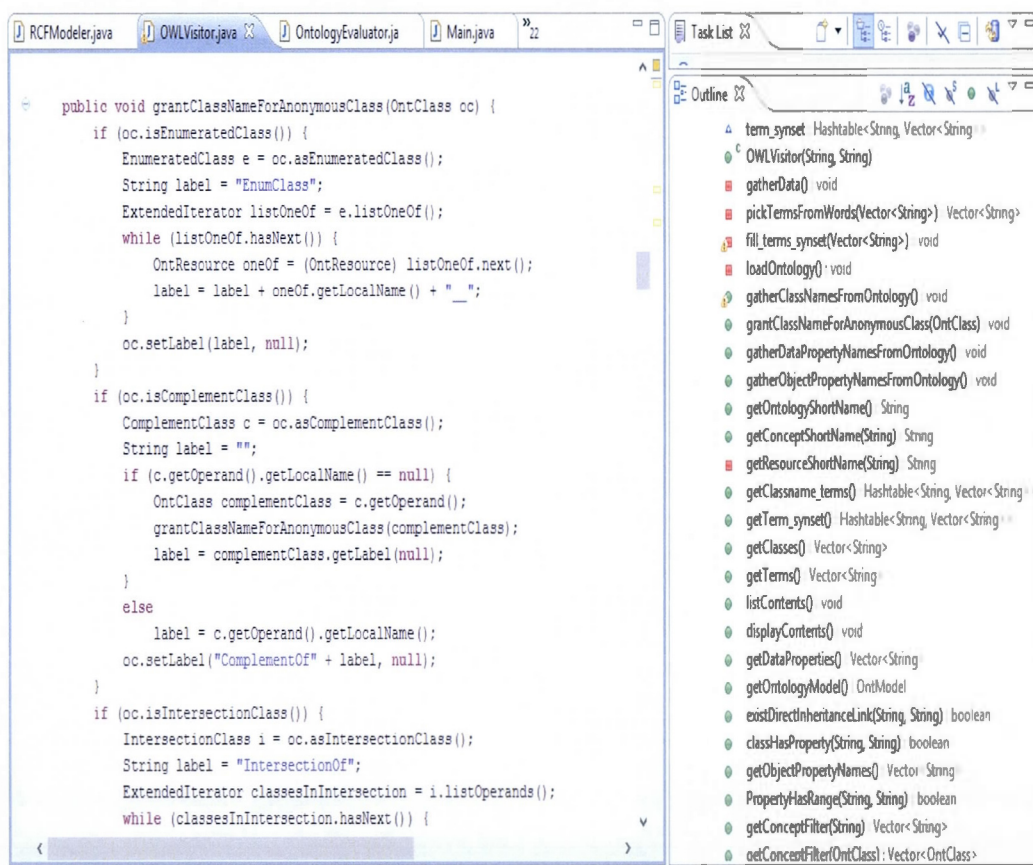 RCFModeler.java OWLVisitor.java OntologyEvaluator.ja Main.java »22
public void grantClassNameForAnonymousClass(OntClass oc) {
if (oc.isEnumeratedClass()) {
EnumeratedClass e = oc.asEnumeratedClass();
String label = "EnumClass";
ExtendedIterator listOneOf = e.listOneOf();
while (listOneOf.hasNext()) {
OntResource oneOf = (OntResource) listOneOf.next();
label = label + oneOf.getLocalName() + "__";
}
oc.setLabel(label, null);
}
if (oc.isComplementClass()) {
ComplementClass c = oc.asComplementClass();
String label = "";
if (c.getOperand().getLocalName() == null) {
OntClass complementClass = c.getOperand();
grantClassNameForAnonymousClass(complementClass);
label = complementClass.getLabel(null);
}
else
label = c.getOperand().getLocalName();
oc.setLabel("ComplementOf" + label, null);
}
if (oc.isIntersectionClass()) {
IntersectionClass i = oc.asIntersectionClass();
String label = "IntersectionOf";
ExtendedIterator classesInIntersection = i.listOperands();
while (classesInIntersection.hasNext()) {
Task List
Outline
term_synset Hashtable<String, Vector<String
OWLVisitor(String, String)
gatherData() void
pickTermsFromWords(Vector<String>) Vector<String>
fill_terms_synset(Vector<String>) void
loadOntology() : void
gatherClassNamesFromOntology() void
grantClassNameForAnonymousClass(OntClass) void
gatherDataPropertyNamesFromOntology() void
gatherObjectPropertyNamesFromOntology() void
getOntologyShortName() String
getConceptShortName(String) String
getResourceShortName(String) String
getClassname_terms() Hashtable<String, Vector<String
getTerm_synset() Hashtable<String, Vector<String
getClasses() Vector<String>
getTerms() Vector<String
listContents() void
displayContents() void
getDataProperties() Vector<String
getOntologyModel() OntModel
existDirectInheritanceLink(String, String) boolean
classHasProperty(String, String) boolean
getObjectPropertyNames() Vector String
PropertyHasRange(String, String) boolean
getConceptFilter(String) Vector<String>
getConceptFilter(OntClass) : Vector<OntClass>